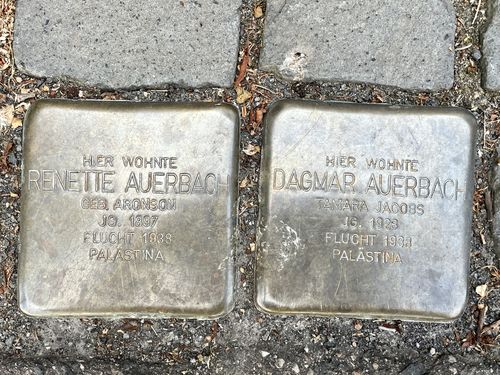 HIER WOHNTE
RENETTE AUERBACH
GEB. ARONSON
JG. 1897
FLUCHT 1938
PALÄSTINA
HIER WOHNTE
DAGMAR AUERBACH
TAMARA JACOBS
JG. 1923
FLUCHT 1938
PALÄSTINA